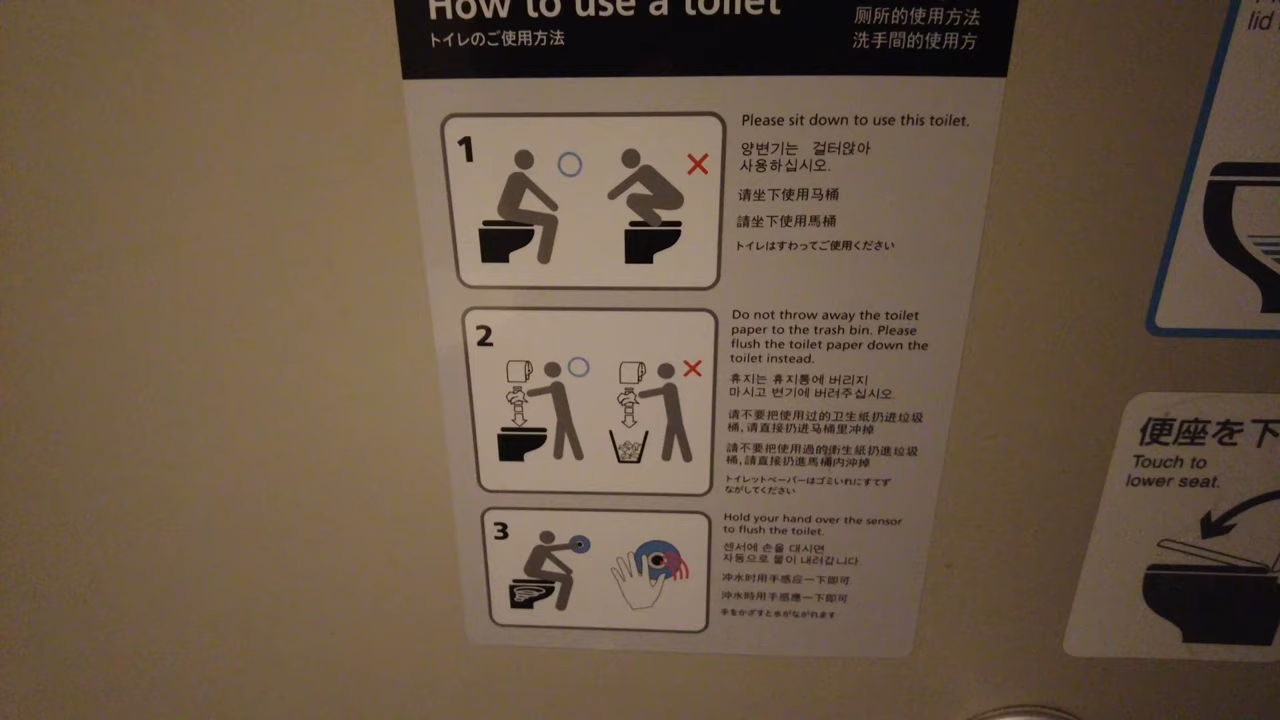 How to use a toilet
トイレのご使用方法
厕所的使用方法
洗手間的使用方
1
Please sit down to use this toilet.
양변기는 걸터앉아
사용하십시오.
请坐下使用马桶
請坐下使用馬桶
トイレはすわってご使用ください
2
Do not throw away the toilet
paper to the trash bin. Please
flush the toilet paper down the
toilet instead.
휴지는 휴지통에 버리지
마시고 변기에 버려주십시오.
请不要把使用过的卫生纸扔进垃圾
桶,请直接扔进马桶里冲掉
請不要把使用過的衛生紙扔進垃圾
桶,請直接扔進馬桶内沖掉
トイレットペーパーはゴミいれにすてず
ながしてください
3
Hold your hand over the sensor
to flush the toilet.
센서에 손을 대시면
자동으로 물이 내려갑니다.
冲水时用手感应一下即可
沖水時用手感應一下即可
手をかざすと水がながれます
lid
便座を下
Touch to
lower seat.